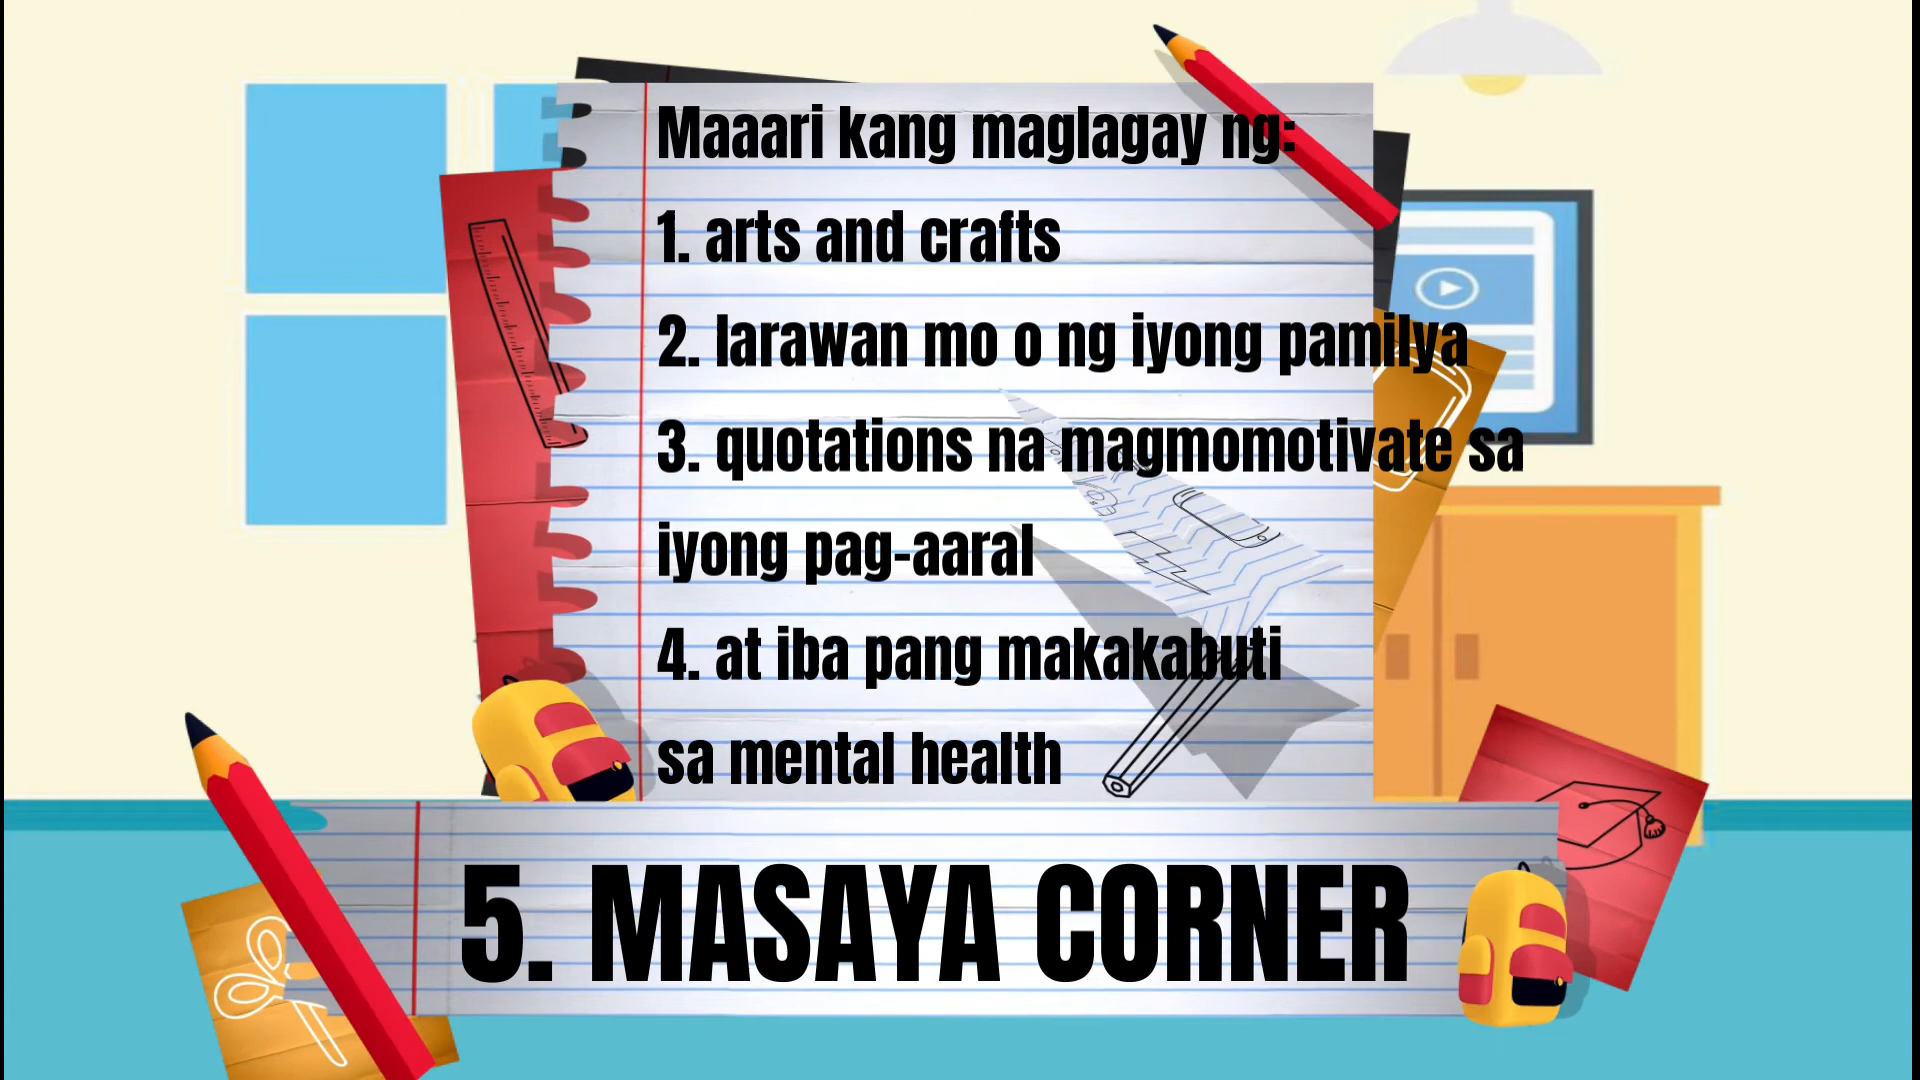 Maaari kang maglagay ng:
1. arts and crafts
2. larawan mo o ng iyong pamilya
3. quotations na magmomotivate sa
iyong pag-aaral
4. at iba pang makakabuti
sa mental health
5. MASAYA CORNER